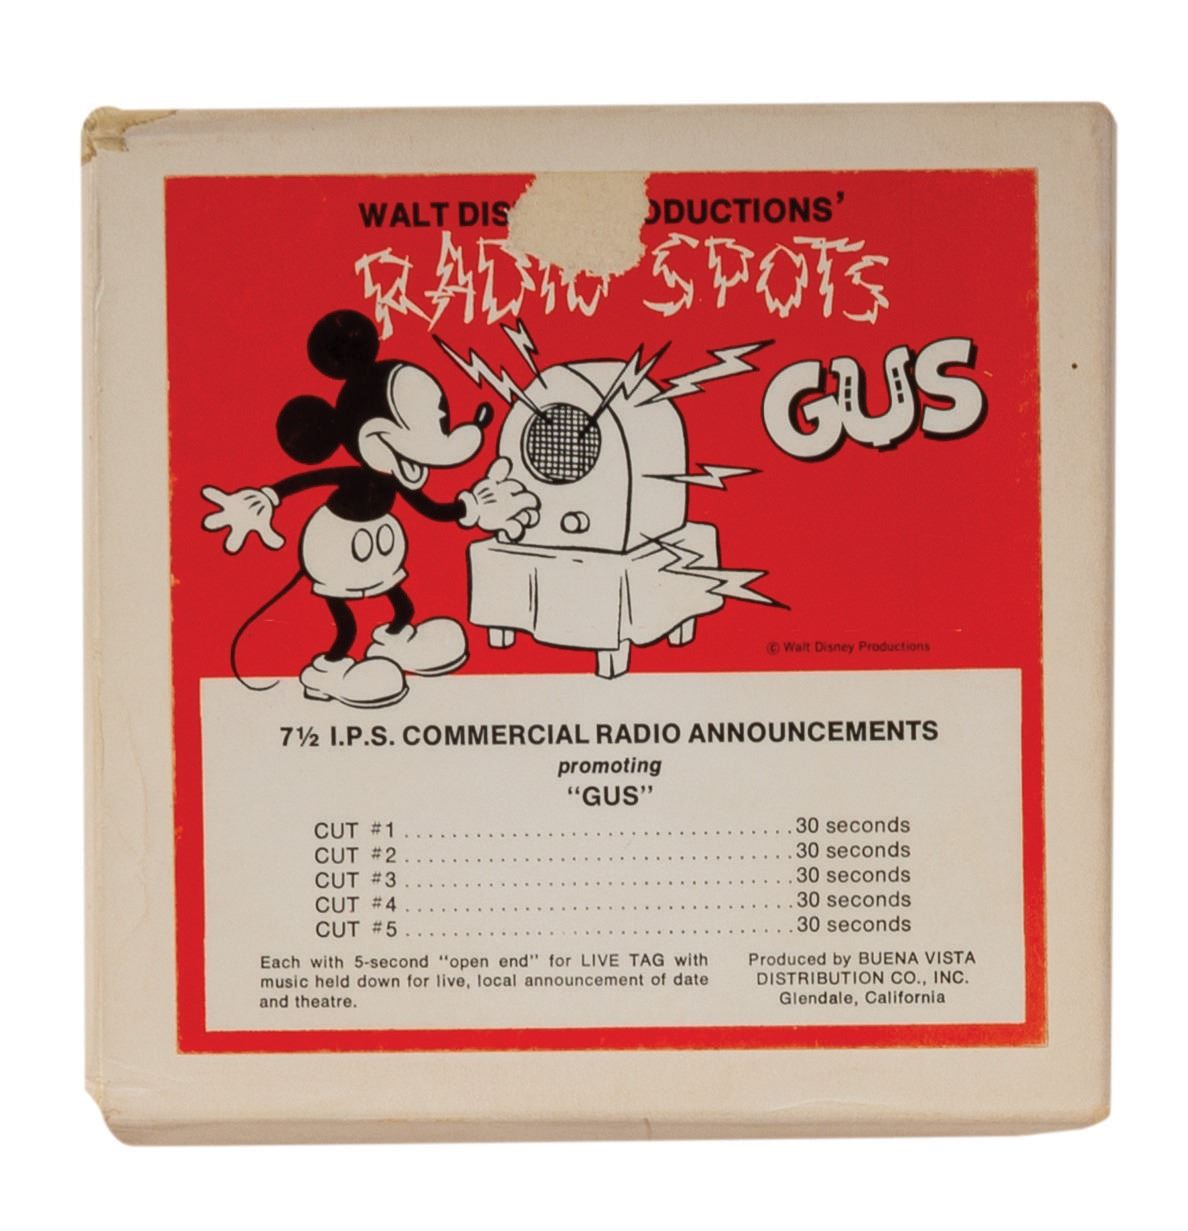 WALT DIS ODUCTIONS'
RADIO SPOTS
GUS
© Walt Disney Productions
7½ I.P.S. COMMERCIAL RADIO ANNOUNCEMENTS
promoting
“GUS”
CUT #1 . . . . . . . . . . . . . . . . . . . . . . . . . . . . . . . . . 30 seconds
CUT #2 . . . . . . . . . . . . . . . . . . . . . . . . . . . . . . . . . 30 seconds
CUT #3 . . . . . . . . . . . . . . . . . . . . . . . . . . . . . . . . . 30 seconds
CUT #4 . . . . . . . . . . . . . . . . . . . . . . . . . . . . . . . . . 30 seconds
CUT #5 . . . . . . . . . . . . . . . . . . . . . . . . . . . . . . . . . 30 seconds
Each with 5-second “open end” for LIVE TAG with
music held down for live, local announcement of date
and theatre.
Produced by BUENA VISTA
DISTRIBUTION CO., INC.
Glendale, California